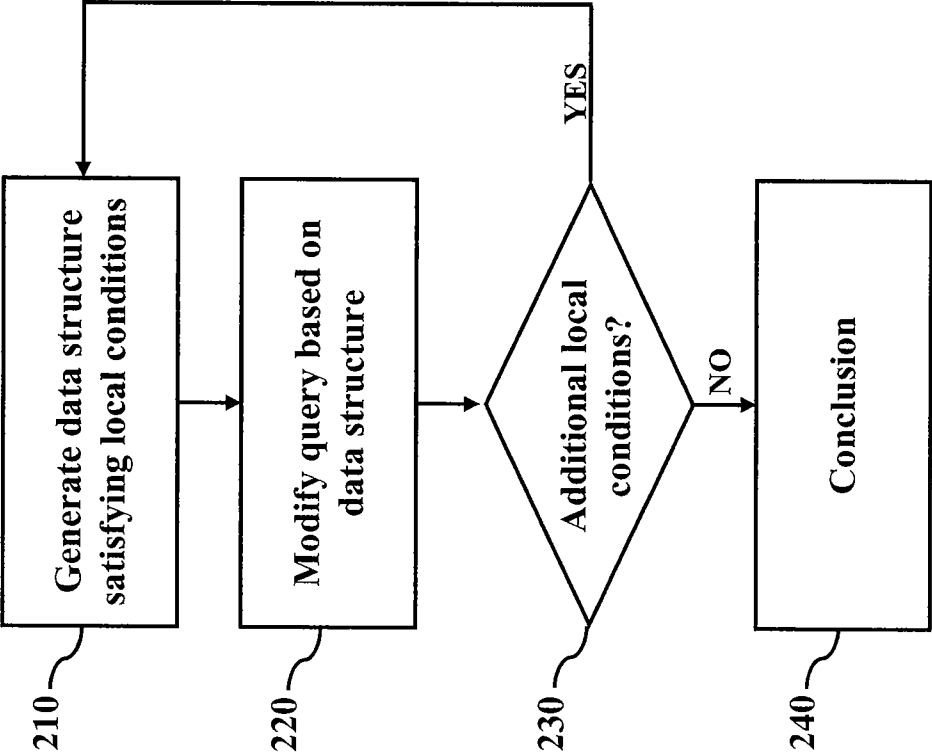 210
Generate data structure
satisfying local conditions
220
Modify query based on
data structure
230
Additional local
conditions?
YES
NO
240
Conclusion